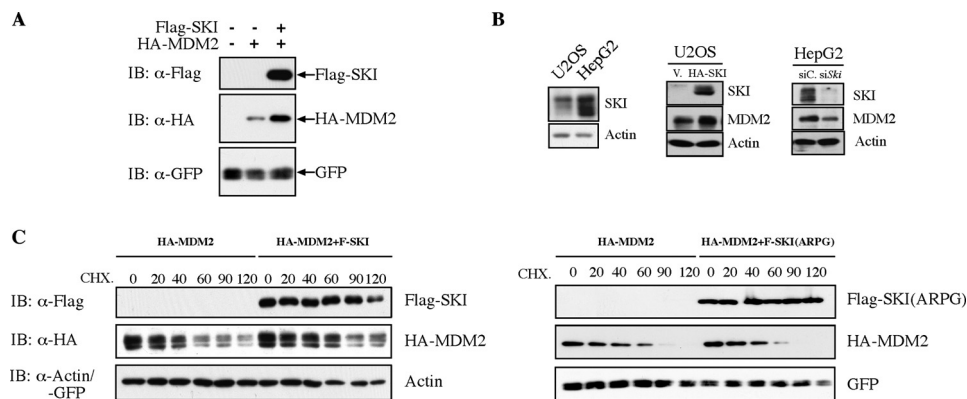 A
Flag-SKI - - +
HA-MDM2 - + +
IB: α-Flag Flag-SKI
IB: α-HA HA-MDM2
IB: α-GFP GFP
B
U2OS HepG2
SKI
Actin
U2OS
V. HA-SKI
SKI
MDM2
Actin
HepG2
siC. siSki
SKI
MDM2
Actin
C
HA-MDM2 HA-MDM2+F-SKI
CHX. 0 20 40 60 90 120 0 20 40 60 90 120
IB: α-Flag Flag-SKI
IB: α-HA HA-MDM2
IB: α-Actin/ Actin
-GFP
HA-MDM2 HA-MDM2+F-SKI(ARPG)
CHX. 0 20 40 60 90 120 0 20 40 60 90 120
Flag-SKI(ARPG)
HA-MDM2
GFP